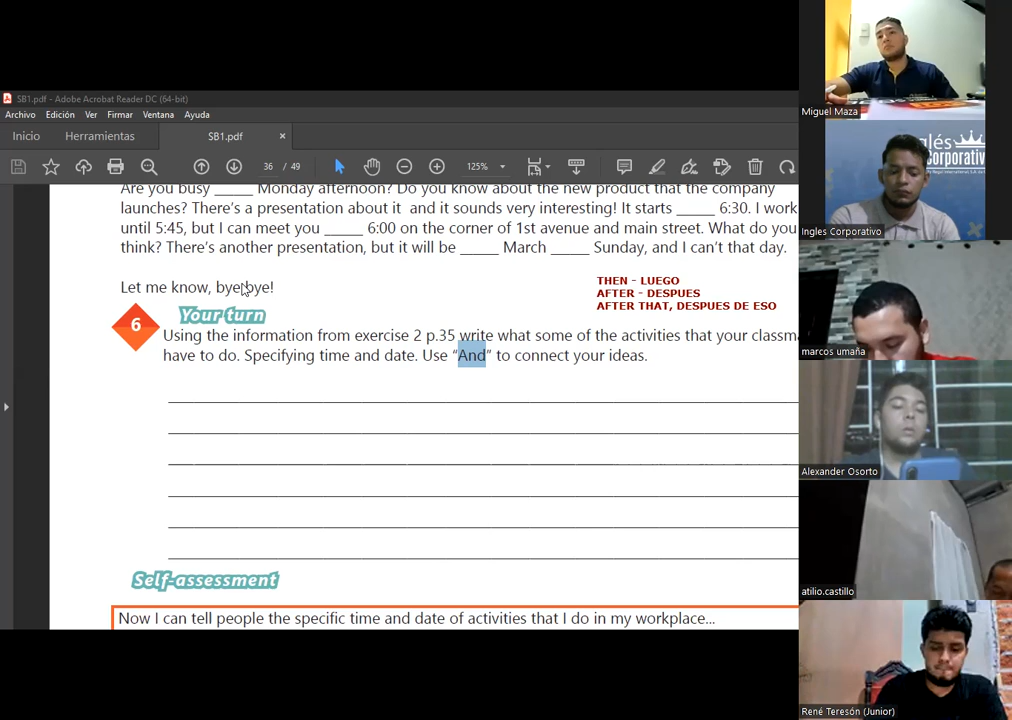 SB1.pdf - Adobe Acrobat Reader DC (64-bit)
Archivo Edición Ver Firmar Ventana Ayuda
Inicio Herramientas SB1.pdf ×
36 / 49 125%
Are you busy _____ Monday afternoon? Do you know about the new product that the company
launches? There's a presentation about it and it sounds very interesting! It starts _____ 6:30. I work
until 5:45, but I can meet you _____ 6:00 on the corner of 1st avenue and main street. What do you
think? There's another presentation, but it will be _____ March _____ Sunday, and I can't that day.
Let me know, bye bye!
THEN - LUEGO
AFTER - DESPUES
AFTER THAT, DESPUES DE ESO
6 Your turn
Using the information from exercise 2 p.35 write what some of the activities that your classma
have to do. Specifying time and date. Use “And” to connect your ideas.
Self-assessment
Now I can tell people the specific time and date of activities that I do in my workplace...
Miguel Maza
Inglés
Corporativo
Ingles Corporativo
marcos umaña
Alexander Osorto
atilio.castillo
René Teresón (Junior)